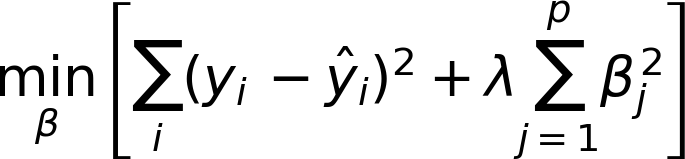 min_β [ ∑_i (y_i − ŷ_i)² + λ ∑_{j=1}^{p} β_j² ]